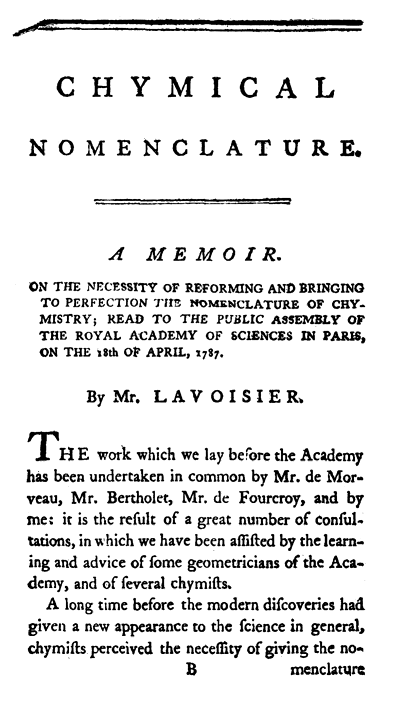 CHYMICAL
NOMENCLATURE.
A MEMOIR.
ON THE NECESSITY OF REFORMING AND BRINGING
TO PERFECTION THE NOMENCLATURE OF CHY-
MISTRY; READ TO THE PUBLIC ASSEMBLY OF
THE ROYAL ACADEMY OF SCIENCES IN PARIS,
ON THE 18th OF APRIL, 1787.
By Mr. LAVOISIER.
THE work which we lay before the Academy
has been undertaken in common by Mr. de Mor-
veau, Mr. Bertholet, Mr. de Fourcroy, and by
me: it is the reſult of a great number of conſul-
tations, in which we have been aſſiſted by the learn-
ing and advice of ſome geometricians of the Aca-
demy, and of ſeveral chymiſts.
A long time before the modern diſcoveries had
given a new appearance to the ſcience in general,
chymiſts perceived the neceſſity of giving the no-
B menclature